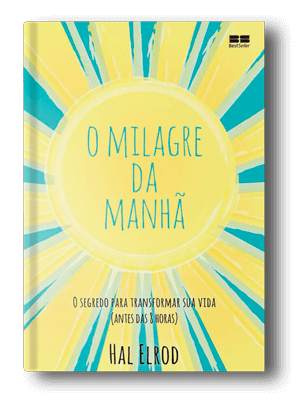 BestSeller
O MILAGRE
DA
MANHÃ
O SEGREDO PARA TRANSFORMAR SUA VIDA
(ANTES DAS 8 HORAS)
HAL ELROD